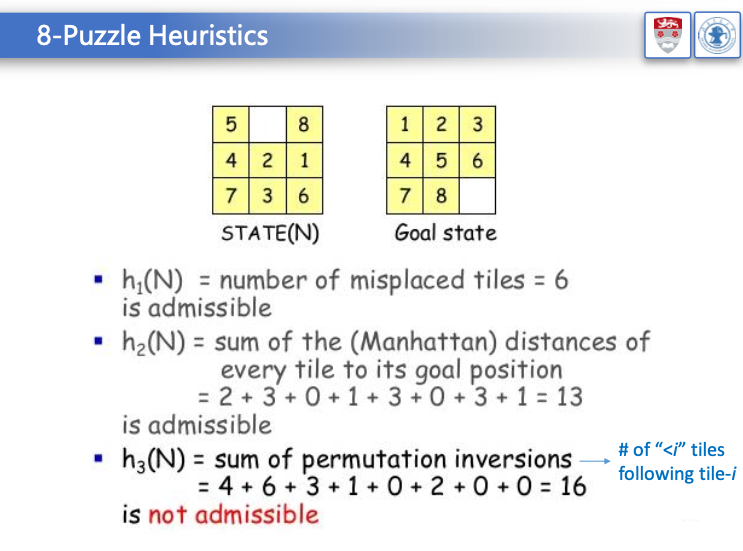 8-Puzzle Heuristics
5 8
4 2 1
7 3 6
STATE(N)
1 2 3
4 5 6
7 8
Goal state
▪ h₁(N) = number of misplaced tiles = 6
is admissible
▪ h₂(N) = sum of the (Manhattan) distances of
every tile to its goal position
= 2 + 3 + 0 + 1 + 3 + 0 + 3 + 1 = 13
is admissible
▪ h₃(N) = sum of permutation inversions
= 4 + 6 + 3 + 1 + 0 + 2 + 0 + 0 = 16
is not admissible
# of “<i” tiles
following tile-i